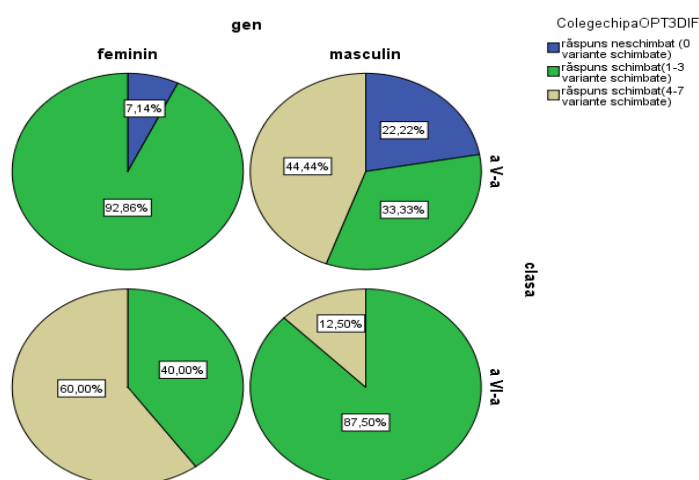 gen
feminin
masculin
ColegechipaOPT3DIF
răspuns neschimbat (0
variante schimbate)
răspuns schimbat(1-3
variante schimbate)
răspuns schimbat(4-7
variante schimbate)
7,14%
92,86%
22,22%
44,44%
33,33%
a V-a
clasa
60,00%
40,00%
12,50%
87,50%
a VI-a